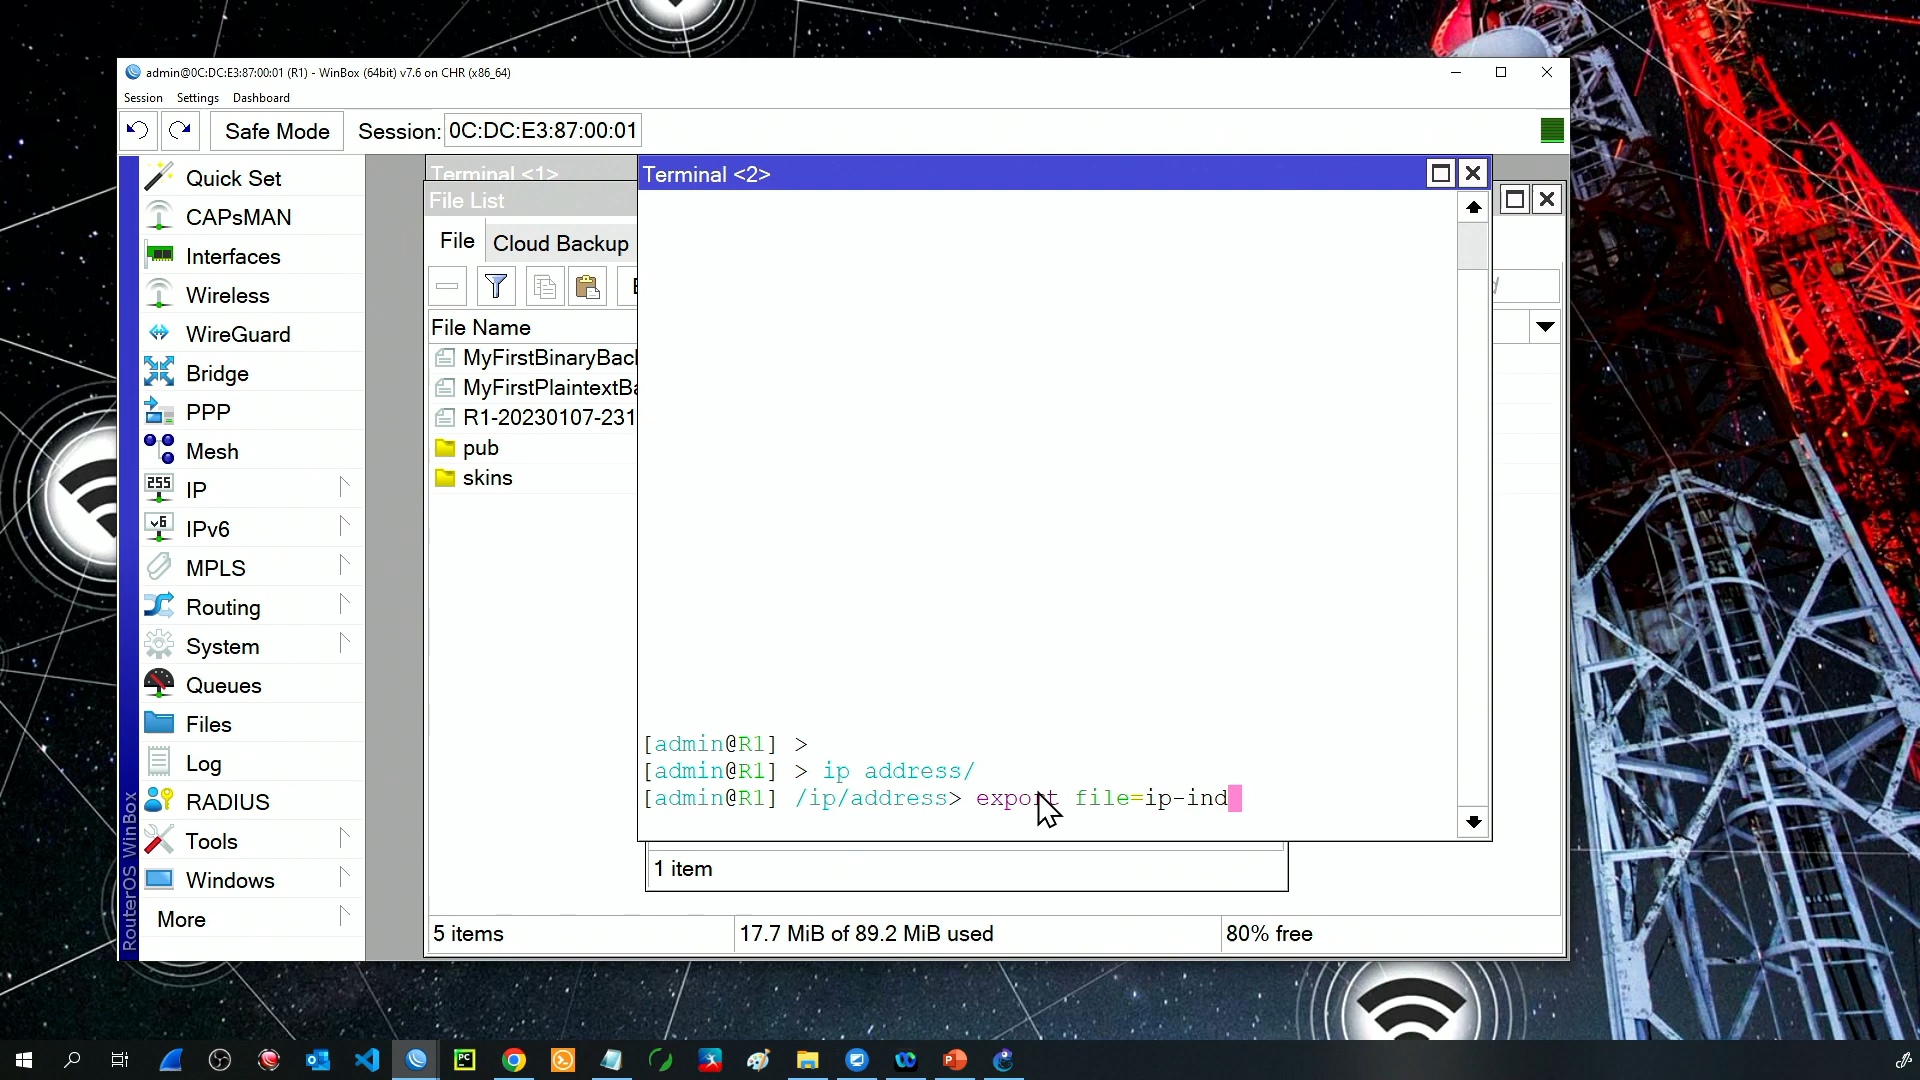 admin@0C:DC:E3:87:00:01 (R1) - WinBox (64bit) v7.6 on CHR (x86_64)
Session Settings Dashboard
Safe Mode Session: 0C:DC:E3:87:00:01
Terminal <1>
Terminal <2>
File List
File Cloud Backup
File Name
MyFirstBinaryBac
MyFirstPlaintextBa
R1-20230107-231
pub
skins
Quick Set
CAPsMAN
Interfaces
Wireless
WireGuard
Bridge
PPP
Mesh
255 IP
v6 IPv6
MPLS
Routing
System
Queues
Files
Log
RADIUS
Tools
Windows
More
RouterOS WinBox
[admin@R1] >
[admin@R1] > ip address/
[admin@R1] /ip/address> export file=ip-ind
1 item
5 items 17.7 MiB of 89.2 MiB used 80% free